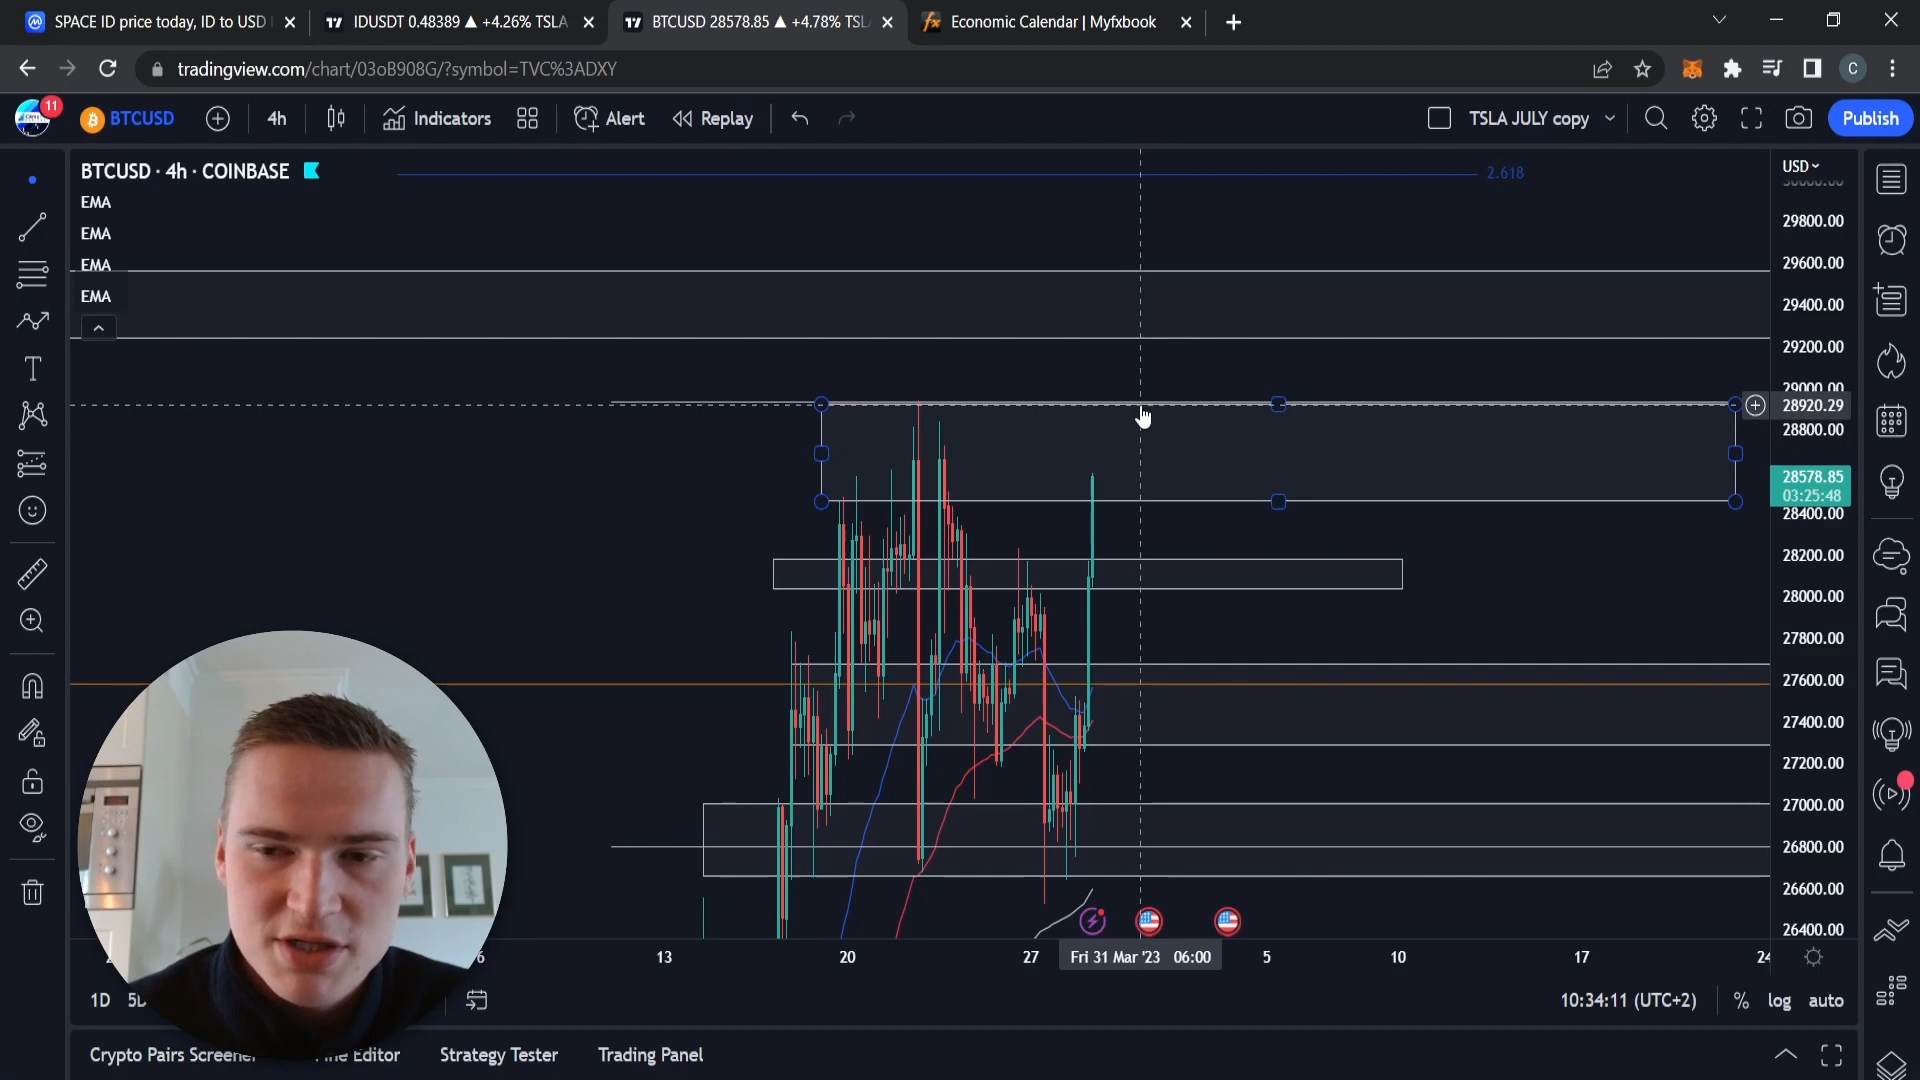 SPACE ID price today, ID to USD
IDUSDT 0.48389 ▲ +4.26% TSLA
BTCUSD 28578.85 ▲ +4.78% TSL
Economic Calendar | Myfxbook
tradingview.com/chart/03oB908G/?symbol=TVC%3ADXY
C
11
BTCUSD
4h
Indicators
Alert
Replay
TSLA JULY copy
Publish
BTCUSD · 4h · COINBASE
2.618
USD
EMA
EMA
EMA
EMA
29800.00
29600.00
29400.00
29200.00
29000.00
28920.29
28800.00
28578.85
03:25:48
28400.00
28200.00
28000.00
27800.00
27600.00
27400.00
27200.00
27000.00
26800.00
26600.00
26400.00
6
13
20
27
Fri 31 Mar '23 06:00
5
10
17
24
1D
10:34:11 (UTC+2)
%
log
auto
Crypto Pairs Screener
Editor
Strategy Tester
Trading Panel